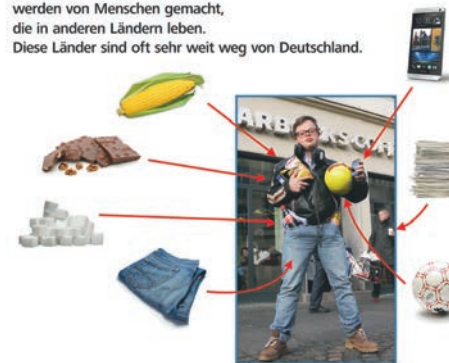 werden von Menschen gemacht,
die in anderen Ländern leben.
Diese Länder sind oft sehr weit weg von Deutschland.